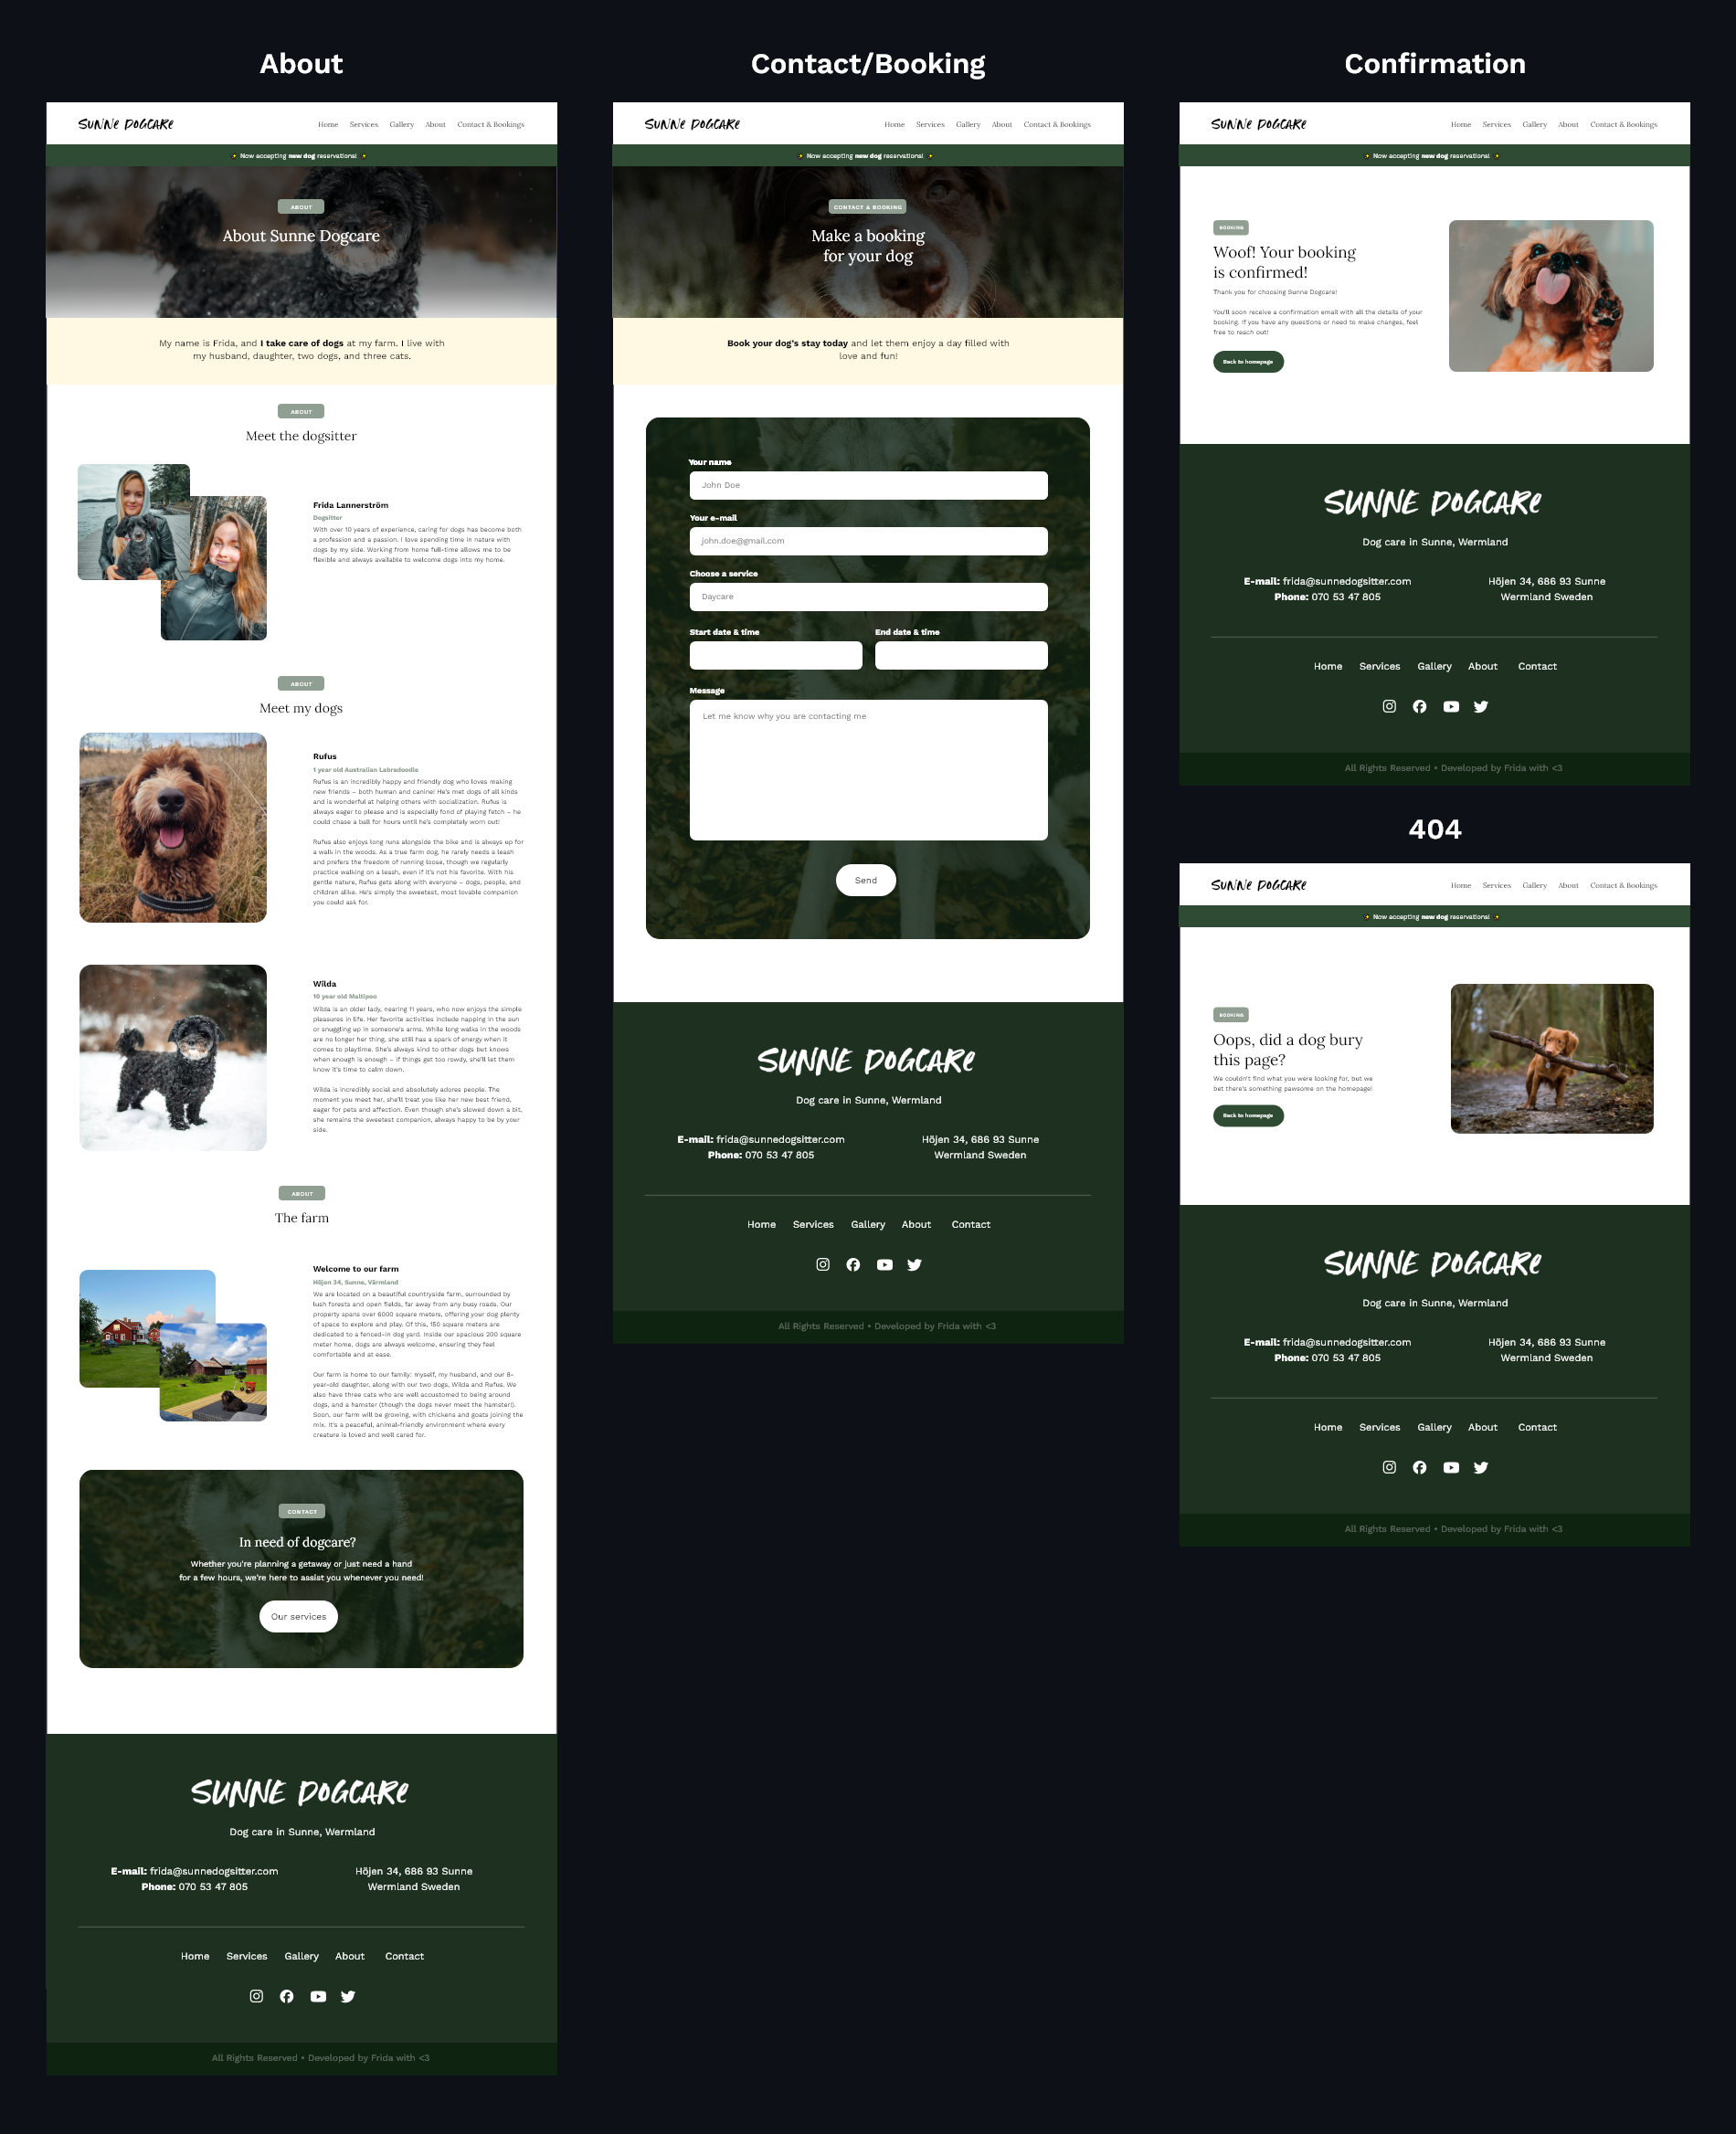 About
SUNNE DOGCARE
Home Services Gallery About Contact & Bookings
Now accepting new dog reservations!
ABOUT
About Sunne Dogcare
My name is Frida, and I take care of dogs at my farm. I live with
my husband, daughter, two dogs, and three cats.
ABOUT
Meet the dogsitter
Frida Lannerström
Dogsitter
With over 10 years of experience, caring for dogs has become both
a profession and a passion. I love spending time in nature with
dogs by my side. Working from home full-time allows me to be
flexible and always available to welcome dogs into my home.
ABOUT
Meet my dogs
Rufus
1 year old Australian Labradoodle
Rufus is an incredibly happy and friendly dog who loves making
new friends – both human and canine! He's met dogs of all kinds
and is wonderful at helping others with socialization. Rufus is
always eager to please and is especially fond of playing fetch – he
could chase a ball for hours until he's completely worn out!
Rufus also enjoys long runs alongside the bike and is always up for
a walk in the woods. As a true farm dog, he rarely needs a leash
and prefers the freedom of running loose, though we regularly
practice walking on a leash, even if it's not his favorite. With his
gentle nature, Rufus gets along with everyone – dogs, people, and
children alike. He's simply the sweetest, most lovable companion
you could ask for.
Wilda
10 year old Maltipoo
Wilda is an older lady, nearing 11 years, who now enjoys the simple
pleasures in life. Her favorite activities include napping in the sun
or snuggling up in someone's arms. While long walks in the woods
are no longer her thing, she still has a spark of energy when it
comes to playtime. She's always kind to other dogs but knows
when enough is enough – if things get too rowdy, she'll let them
know it's time to calm down.
Wilda is incredibly social and absolutely adores people. The
moment you meet her, she'll treat you like her new best friend,
eager for pets and affection. Even though she's slowed down a bit,
she remains the sweetest companion, always happy to be by your
side.
ABOUT
The farm
Welcome to our farm
Höjen 34, Sunne, Värmland
We are located on a beautiful countryside farm, surrounded by
lush forests and open fields, far away from any busy roads. Our
property spans over 6000 square meters, offering your dog plenty
of space to explore and play. Of this, 150 square meters are
dedicated to a fenced-in dog yard. Inside our spacious 200 square
meter home, dogs are always welcome, ensuring they feel
comfortable and at ease.
Our farm is home to our family: myself, my husband, and our 8-
year-old daughter, along with our two dogs, Wilda and Rufus. We
also have three cats who are well acoustomed to being around
dogs, and a hamster (though the dogs never meet the hamster!).
Soon, our farm will be growing, with chickens and goats joining the
mix. It's a peaceful, animal-friendly environment where every
creature is loved and well cared for.
CONTACT
In need of dogcare?
Whether you're planning a getaway or just need a hand
for a few hours, we're here to assist you whenever you need!
Our services
SUNNE DOGCARE
Dog care in Sunne, Wermland
E-mail: frida@sunnedogsitter.com
Phone: 070 53 47 805
Höjen 34, 686 93 Sunne
Wermland Sweden
Home Services Gallery About Contact
All Rights Reserved • Developed by Frida with <3
Contact/Booking
SUNNE DOGCARE
Home Services Gallery About Contact & Bookings
Now accepting new dog reservations!
CONTACT & BOOKING
Make a booking
for your dog
Book your dog's stay today and let them enjoy a day filled with
love and fun!
Your name
John Doe
Your e-mail
john.doe@gmail.com
Choose a service
Daycare
Start date & time End date & time
Message
Let me know why you are contacting me
Send
SUNNE DOGCARE
Dog care in Sunne, Wermland
E-mail: frida@sunnedogsitter.com
Phone: 070 53 47 805
Höjen 34, 686 93 Sunne
Wermland Sweden
Home Services Gallery About Contact
All Rights Reserved • Developed by Frida with <3
Confirmation
SUNNE DOGCARE
Home Services Gallery About Contact & Bookings
Now accepting new dog reservations!
BOOKING
Woof! Your booking
is confirmed!
Thank you for choosing Sunne Dogcare!
You'll soon receive a confirmation email with all the details of your
booking. If you have any questions or need to make changes, feel
free to reach out!
Back to homepage
SUNNE DOGCARE
Dog care in Sunne, Wermland
E-mail: frida@sunnedogsitter.com
Phone: 070 53 47 805
Höjen 34, 686 93 Sunne
Wermland Sweden
Home Services Gallery About Contact
All Rights Reserved • Developed by Frida with <3
404
SUNNE DOGCARE
Home Services Gallery About Contact & Bookings
Now accepting new dog reservations!
BOOKING
Oops, did a dog bury
this page?
We couldn't find what you were looking for, but we
bet there's something pawsome on the homepage!
Back to homepage
SUNNE DOGCARE
Dog care in Sunne, Wermland
E-mail: frida@sunnedogsitter.com
Phone: 070 53 47 805
Höjen 34, 686 93 Sunne
Wermland Sweden
Home Services Gallery About Contact
All Rights Reserved • Developed by Frida with <3